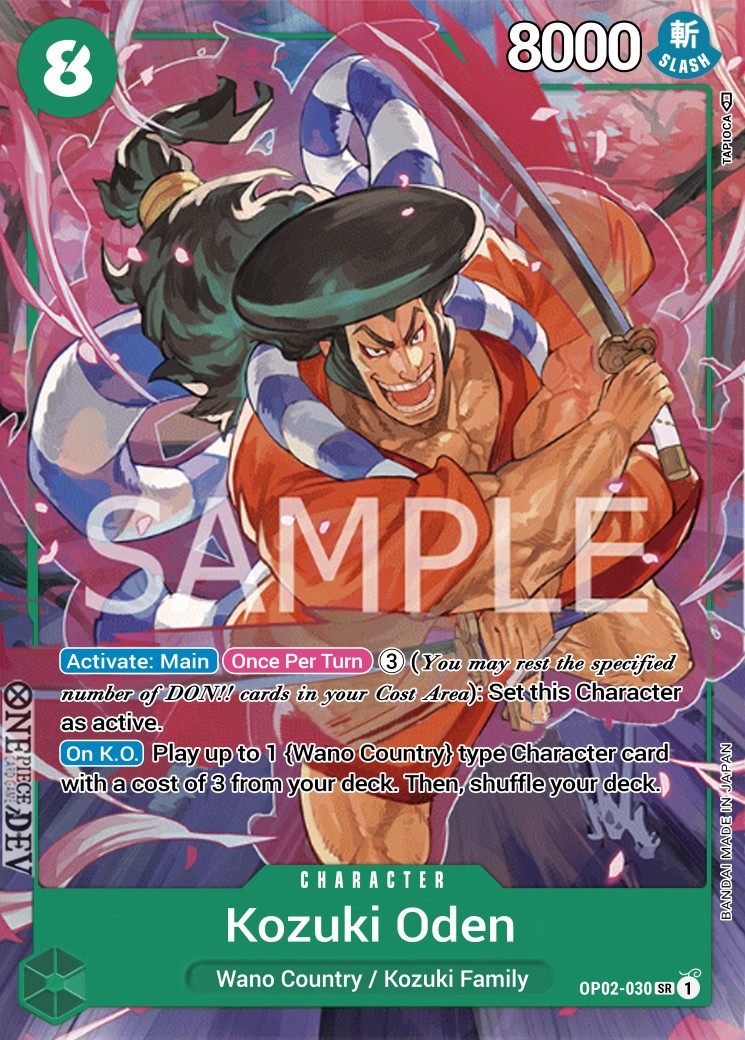 8
8000
斬
SLASH
TAPIOCA
SAMPLE
Activate: Main Once Per Turn ③ (You may rest the specified
number of DON!! cards in your Cost Area): Set this Character
as active.
On K.O. Play up to 1 {Wano Country} type Character card
with a cost of 3 from your deck. Then, shuffle your deck.
ONE PIECE
CARD GAME
.DEV
BANDAI MADE IN JAPAN
CHARACTER
Kozuki Oden
Wano Country / Kozuki Family
OP02-030 SR 1